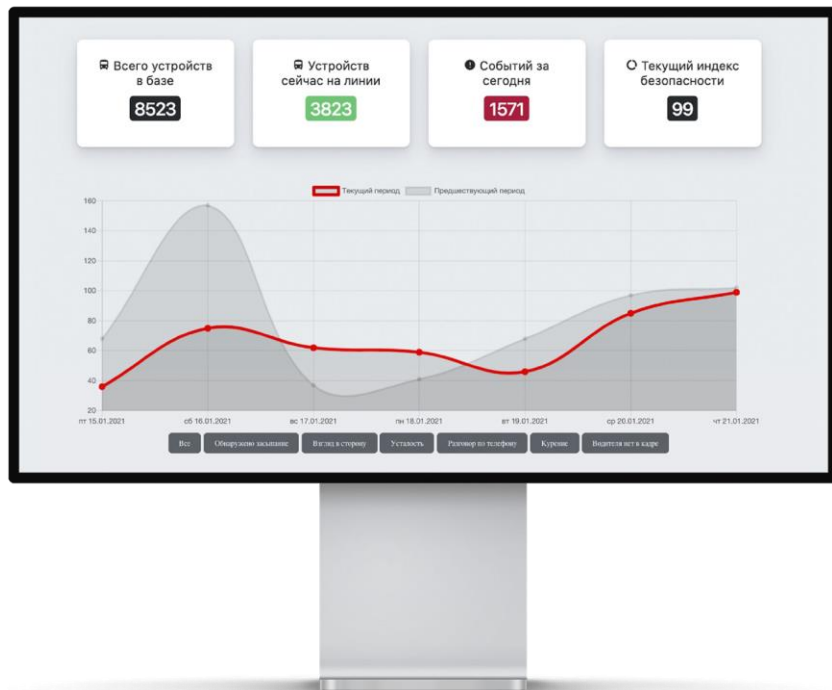 Всего устройств
в базе
8523
Устройств
сейчас на линии
3823
Событий за
сегодня
1571
Текущий индекс
безопасности
99
Текущий период
Предшествующий период
160
140
120
100
80
60
40
20
пт 15.01.2021
сб 16.01.2021
вс 17.01.2021
пн 18.01.2021
вт 19.01.2021
ср 20.01.2021
чт 21.01.2021
Все
Обнаружено засыпание
Взгляд в сторону
Усталость
Разговор по телефону
Курение
Водителя нет в кадре